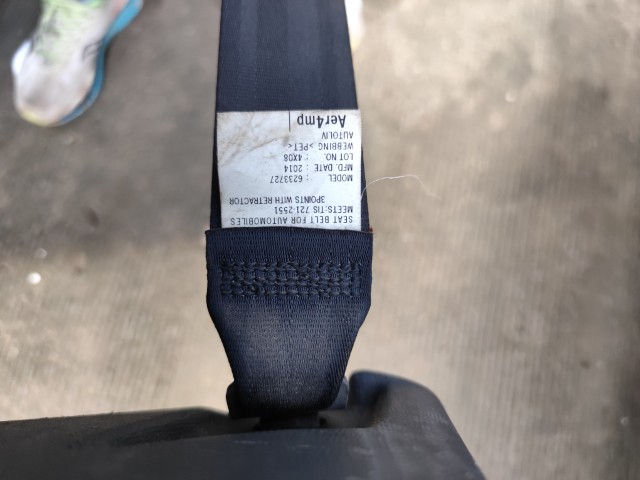 SEAT BELT FOR AUTOMOBILES
MEETS:TIS 721-2551
3POINTS WITH RETRACTOR
MODEL : 6233727
MFD. DATE : 2014
LOT NO. : 4X08
WEBBING >PET<
AUTOLIV
Aer4mp